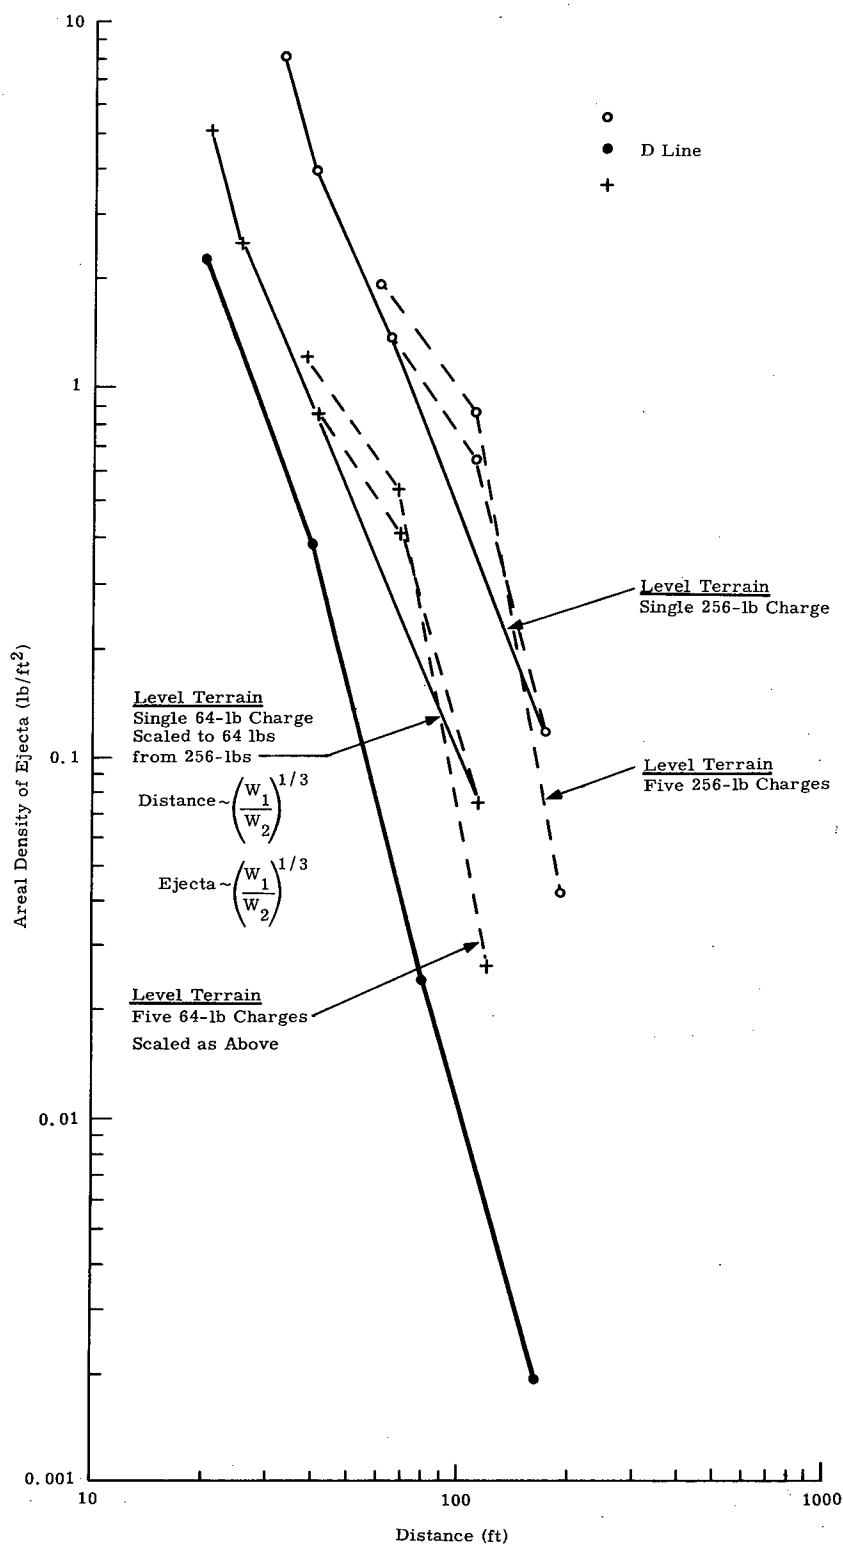 10
D Line
1
Level Terrain
Single 256-lb Charge
Level Terrain
Single 64-lb Charge
Scaled to 64 lbs
from 256-lbs
Level Terrain
Five 256-lb Charges
0.1
Distance ~ (W1/W2)^1/3
Ejecta ~ (W1/W2)^1/3
Level Terrain
Five 64-lb Charges
Scaled as Above
0.01
0.001
10
100
1000
Distance (ft)
Areal Density of Ejecta (lb/ft²)